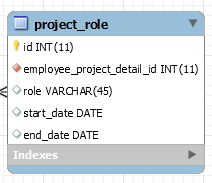 project_role
id INT(11)
employee_project_detail_id INT(11)
role VARCHAR(45)
start_date DATE
end_date DATE
Indexes